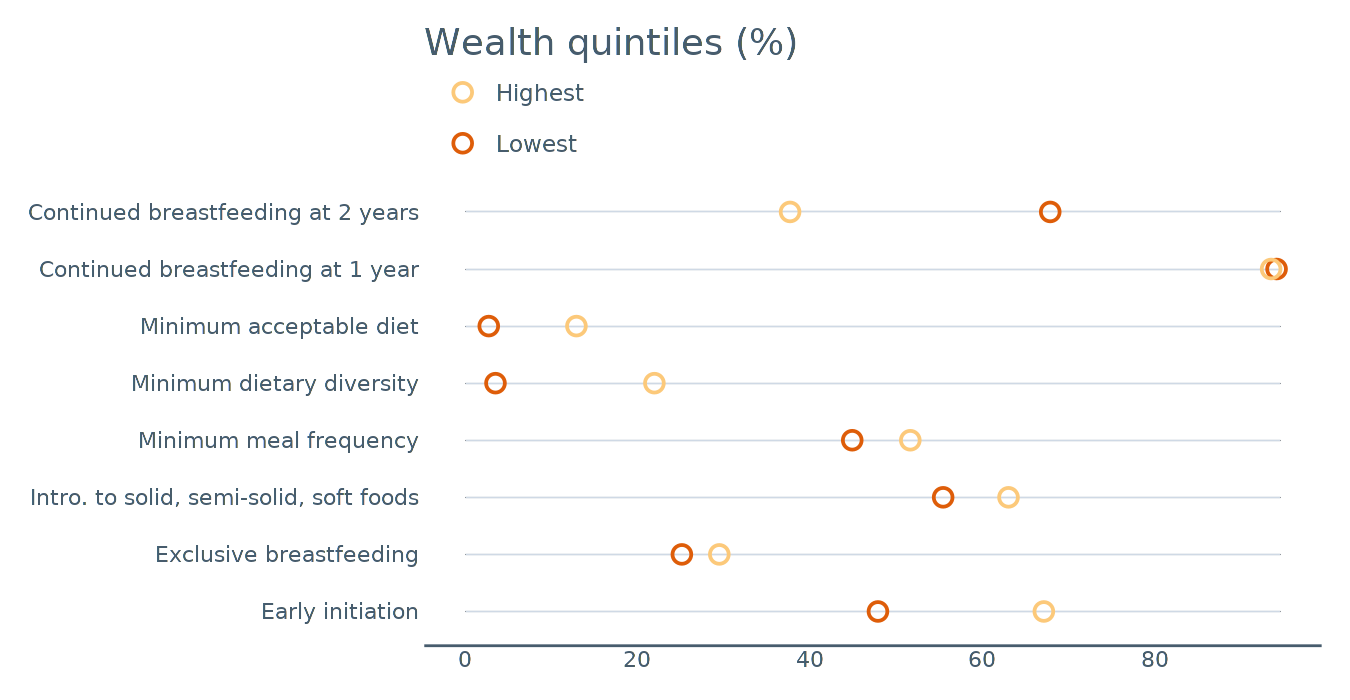 Wealth quintiles (%)
Highest
Lowest
Continued breastfeeding at 2 years
Continued breastfeeding at 1 year
Minimum acceptable diet
Minimum dietary diversity
Minimum meal frequency
Intro. to solid, semi-solid, soft foods
Exclusive breastfeeding
Early initiation
0 20 40 60 80